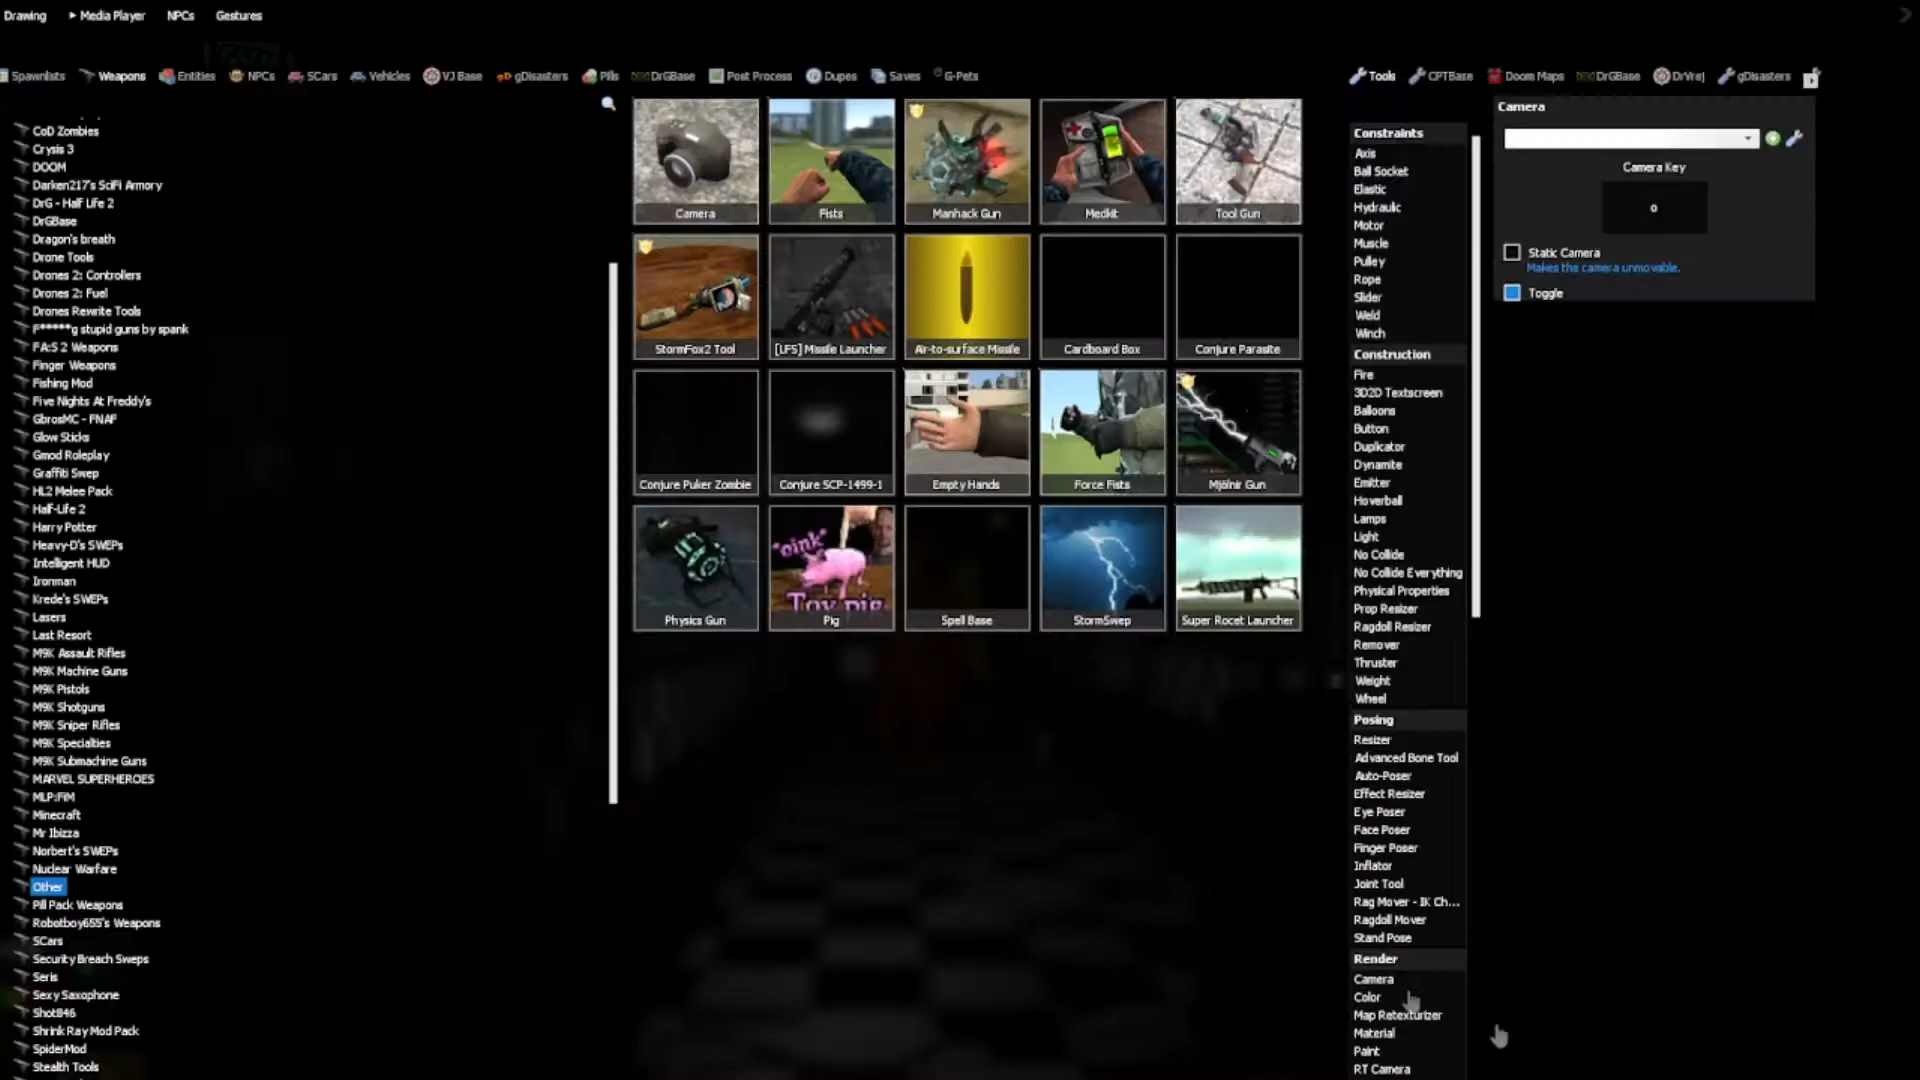 Drawing
Media Player
NPCs
Gestures
Spawnlists
Weapons
Entities
NPCs
SCars
Vehicles
VJ Base
gDisasters
Pills
DrGBase
Post Process
Dupes
Saves
G-Pets
CoD Zombies
Crysis 3
DOOM
Darken217's SciFi Armory
DrG - Half Life 2
DrGBase
Dragon's breath
Drone Tools
Drones 2: Controllers
Drones 2: Fuel
Drones Rewrite Tools
F*****g stupid guns by spank
FA:S 2 Weapons
Finger Weapons
Fishing Mod
Five Nights At Freddy's
GbrosMC - FNAF
Glow Sticks
Gmod Roleplay
Graffiti Swep
HL2 Melee Pack
Half-Life 2
Harry Potter
Heavy-D's SWEPs
Intelligent HUD
Ironman
Krede's SWEPs
Lasers
Last Resort
M9K Assault Rifles
M9K Machine Guns
M9K Pistols
M9K Shotguns
M9K Sniper Rifles
M9K Specialties
M9K Submachine Guns
MARVEL SUPERHEROES
MLP:FiM
Minecraft
Mr Ibizza
Norbert's SWEPs
Nuclear Warfare
Other
Pill Pack Weapons
Robotboy655's Weapons
SCars
Security Breach Sweps
Seris
Sexy Saxophone
Shot846
Shrink Ray Mod Pack
SpiderMod
Stealth Tools
Camera
Fists
Manhack Gun
Medkit
Tool Gun
StormFox2 Tool
[LFS] Missile Launcher
Air-to-surface Missile
Cardboard Box
Conjure Parasite
Conjure Puker Zombie
Conjure SCP-1499-1
Empty Hands
Force Fists
Mjölnir Gun
Physics Gun
*oink*
Toy pig
Pig
Spell Base
StormSwep
Super Rocet Launcher
Tools
CPTBase
Doom Maps
DrGBase
DrVrej
gDisasters
Constraints
Axis
Ball Socket
Elastic
Hydraulic
Motor
Muscle
Pulley
Rope
Slider
Weld
Winch
Construction
Fire
3D2D Textscreen
Balloons
Button
Duplicator
Dynamite
Emitter
Hoverball
Lamps
Light
No Collide
No Collide Everything
Physical Properties
Prop Resizer
Ragdoll Resizer
Remover
Thruster
Weight
Wheel
Posing
Resizer
Advanced Bone Tool
Auto-Poser
Effect Resizer
Eye Poser
Face Poser
Finger Poser
Inflator
Joint Tool
Rag Mover - IK Ch...
Ragdoll Mover
Stand Pose
Render
Camera
Color
Map Retexturizer
Material
Paint
RT Camera
Camera
Camera Key
0
Static Camera
Makes the camera unmovable.
Toggle